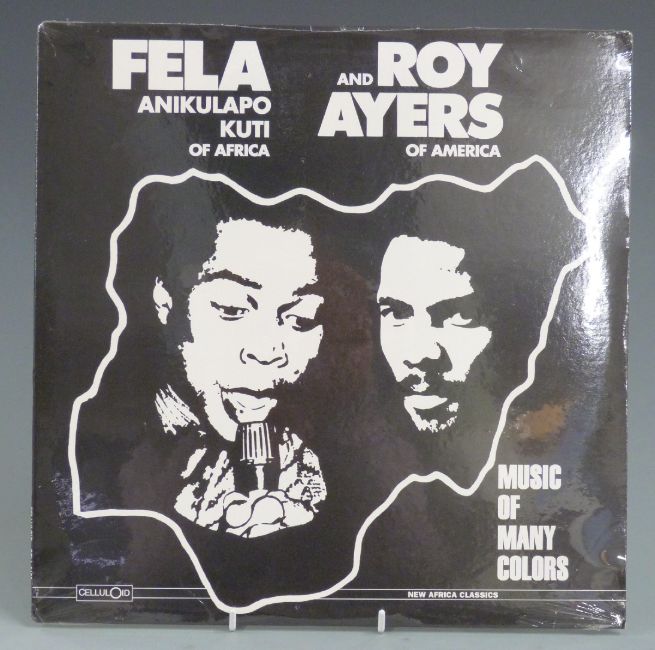 FELA
ANIKULAPO
KUTI
OF AFRICA
AND ROY
AYERS
OF AMERICA
MUSIC
OF
MANY
COLORS
CELLULOID
NEW AFRICA CLASSICS